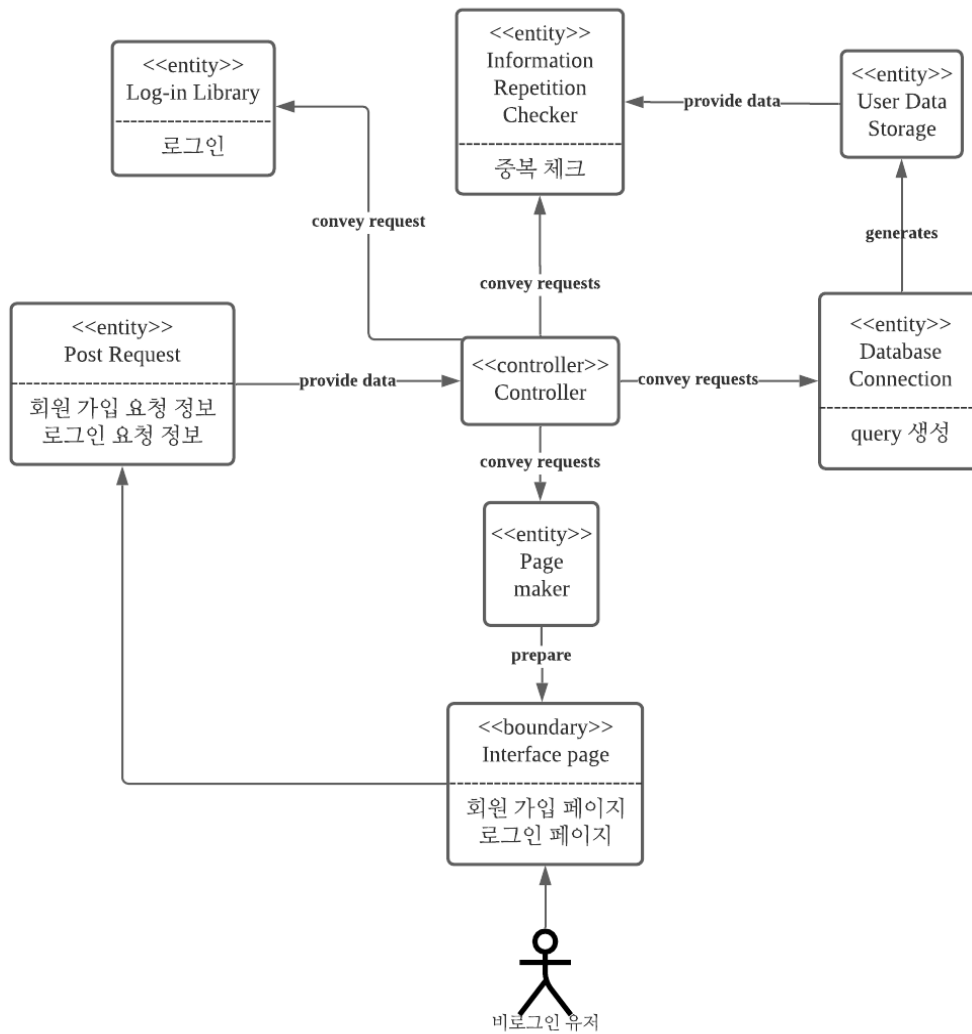 <<entity>>
Log-in Library
로그인
<<entity>>
Information
Repetition
Checker
중복 체크
provide data
<<entity>>
User Data
Storage
convey request
convey requests
generates
<<entity>>
Post Request
회원 가입 요청 정보
로그인 요청 정보
provide data
<<controller>>
Controller
convey requests
<<entity>>
Database
Connection
query 생성
convey requests
<<entity>>
Page
maker
prepare
<<boundary>>
Interface page
회원 가입 페이지
로그인 페이지
비로그인 유저